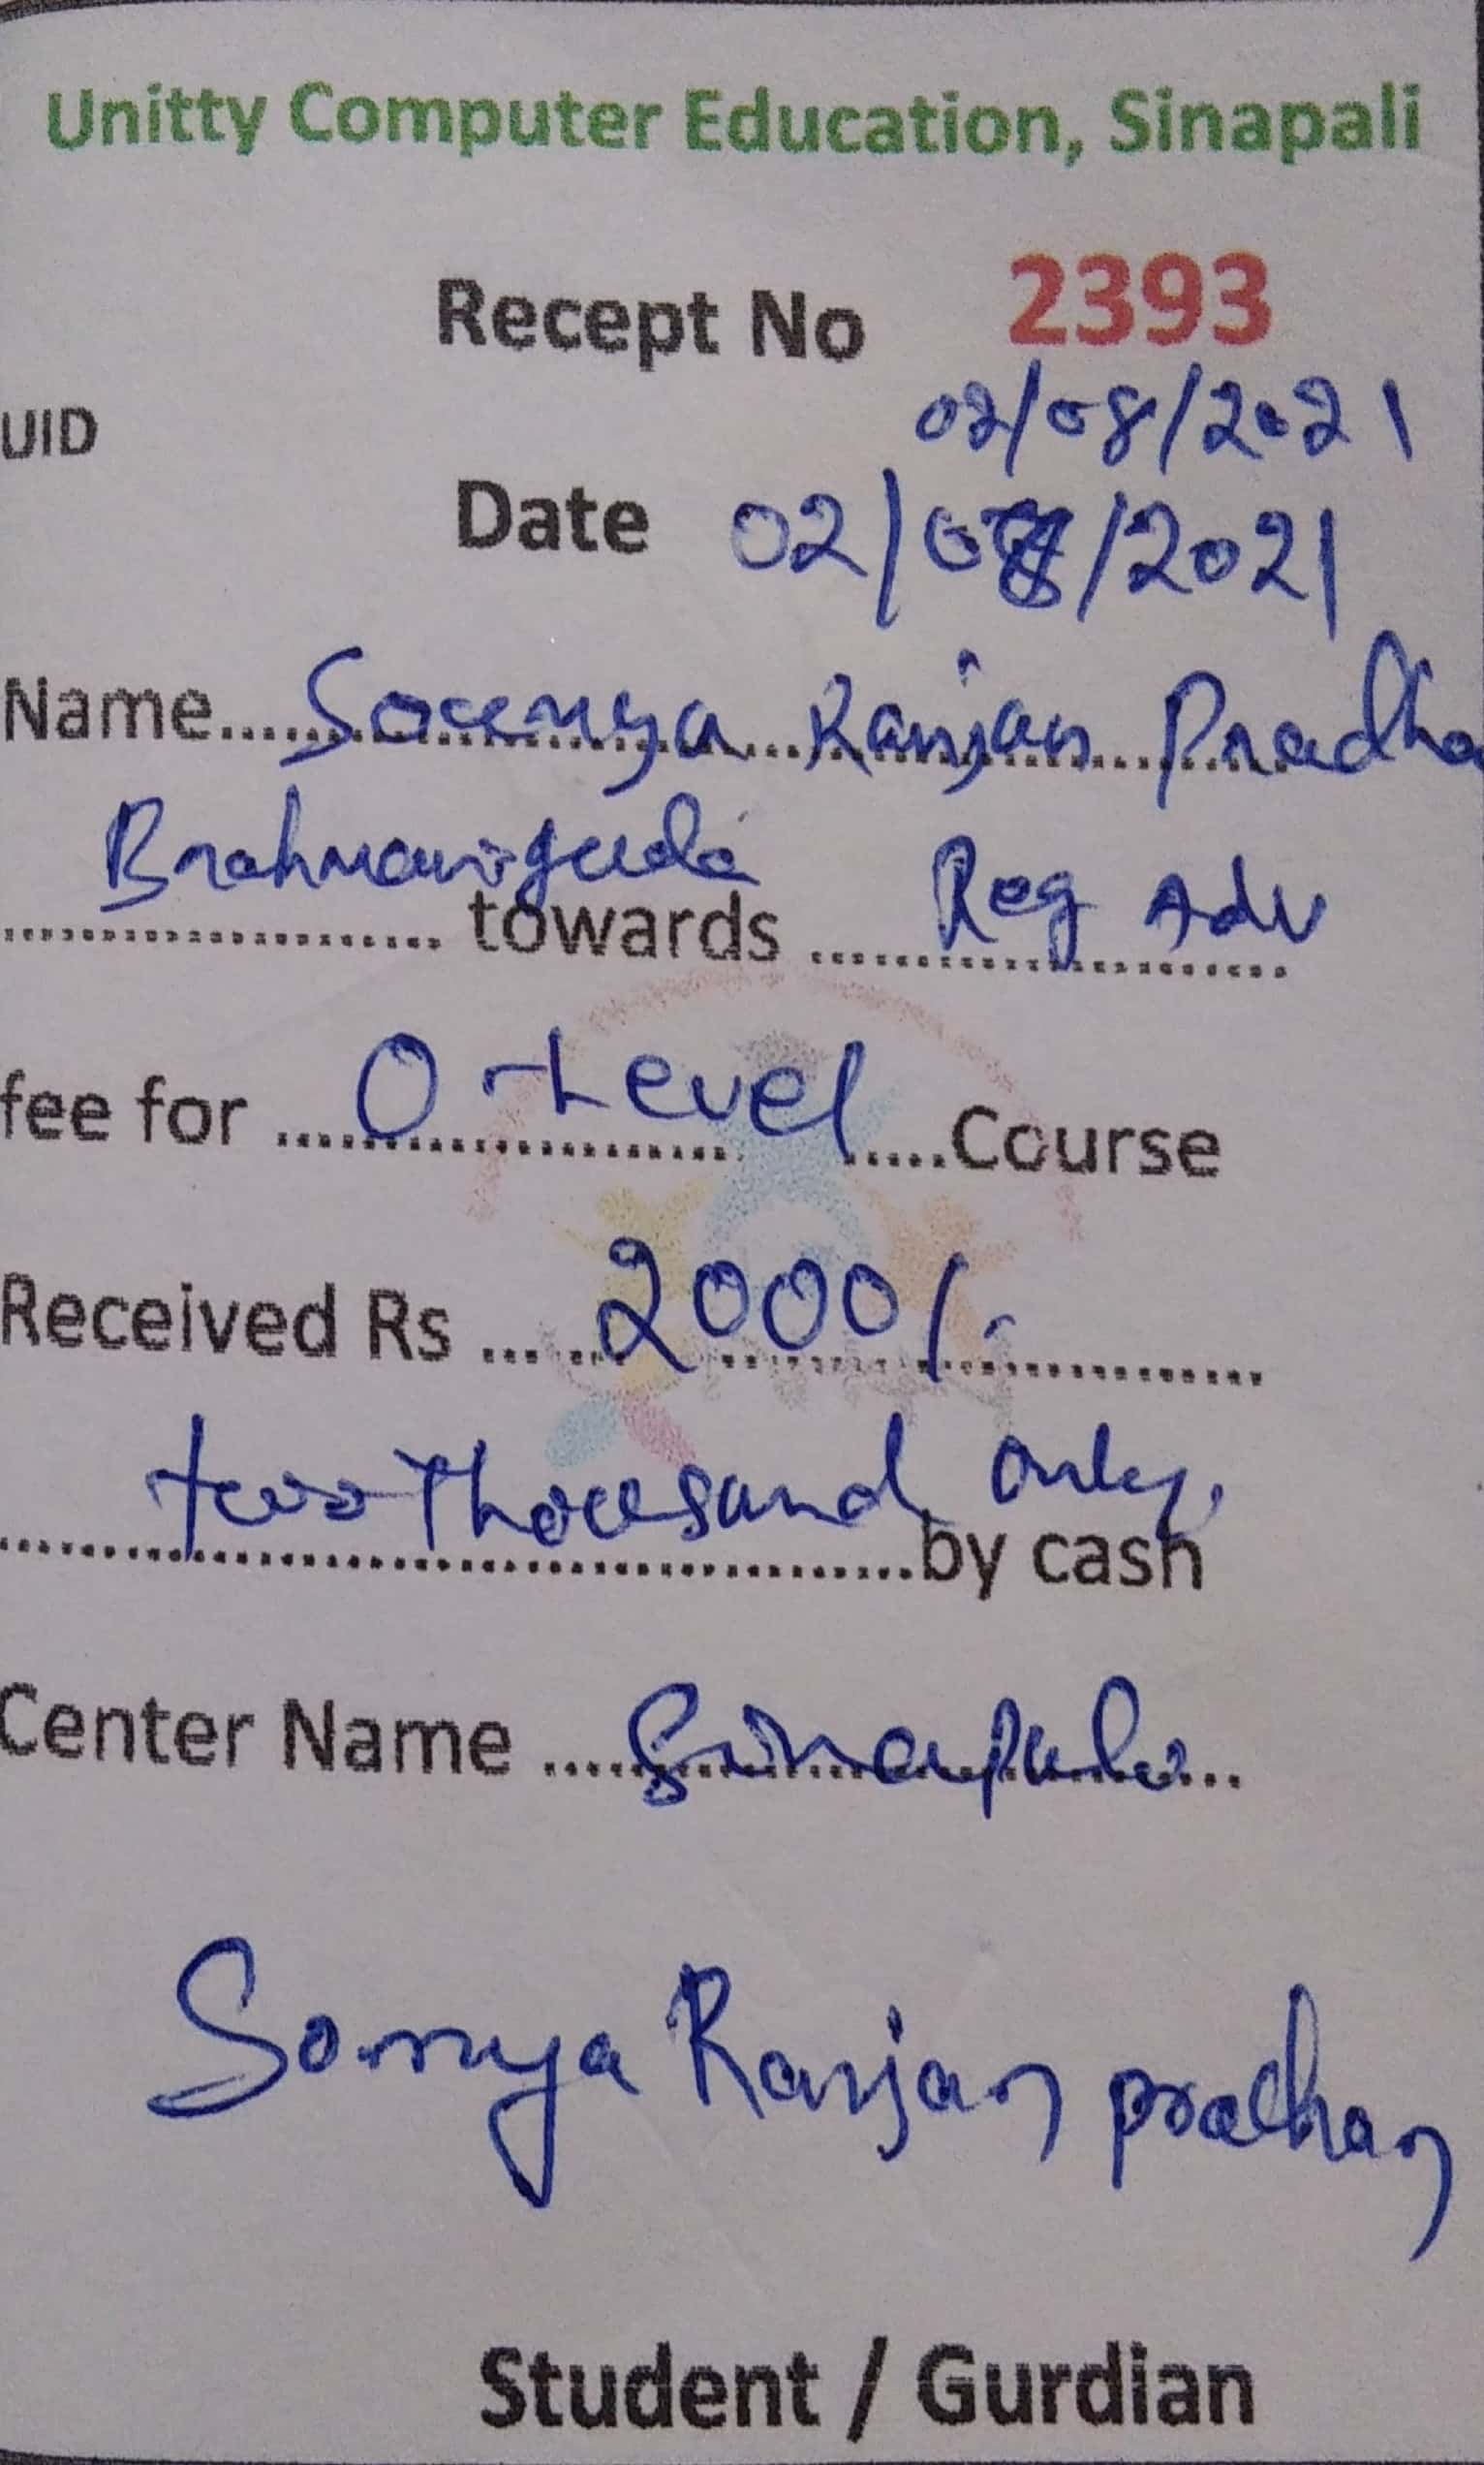 Unitty Computer Education, Sinapali
Recept No 2393
02/08/2021
UID
Date 02/08/2021
Name.....Soumya Ranjan Pradha
Brahmaniguda
.......... towards .......... Reg Adv
fee for .....O-Level.....Course
Received Rs .....2000/-.....
two Thousand only.
..........by cash
Center Name .....Sinapali...
Somya Ranjan pradhan
Student / Gurdian